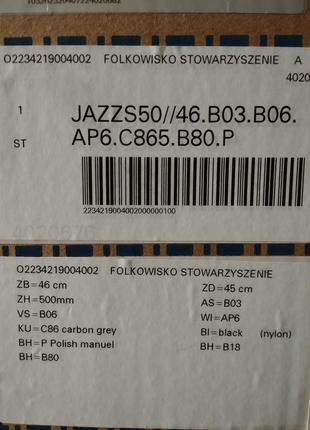 O2234219004002 FOLKOWISKO STOWARZYSZENIE A
4020
1 JAZZS50//46.B03.B06.
ST AP6.C865.B80.P
2234219004002000000100
O2234219004002 FOLKOWISKO STOWARZYSZENIE
ZB=46 cm ZD=45 cm
ZH=500mm AS=B03
VS=B06 WI=AP6
KU=C86 carbon grey BI=black (nylon)
BH=P Polish manuel BH=B18
BH=B80